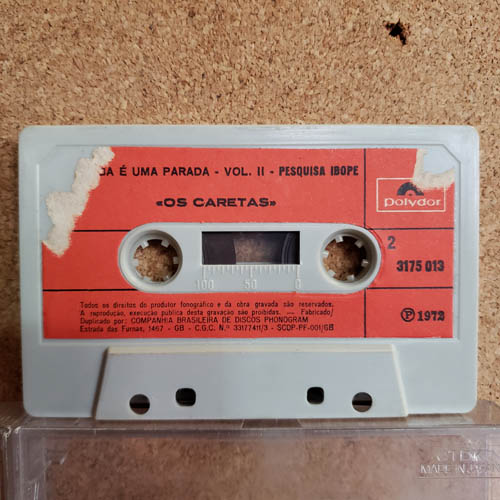 É UMA PARADA - VOL. II - PESQUISA IBOPE
«OS CARETAS»
Polydor
2
3175 013
100 50 0
Todos os direitos do produtor fonográfico e da obra gravada são reservados.
A reprodução, execução pública desta gravação são proibidas. — Fabricado/
Duplicado por: COMPANHIA BRASILEIRA DE DISCOS PHONOGRAM
Estrada das Furnas, 1467 - GB - C.G.C. N.º 33177411/3 - SCDP-PF-001/GB
Ⓟ 1972
TDK
MADE IN